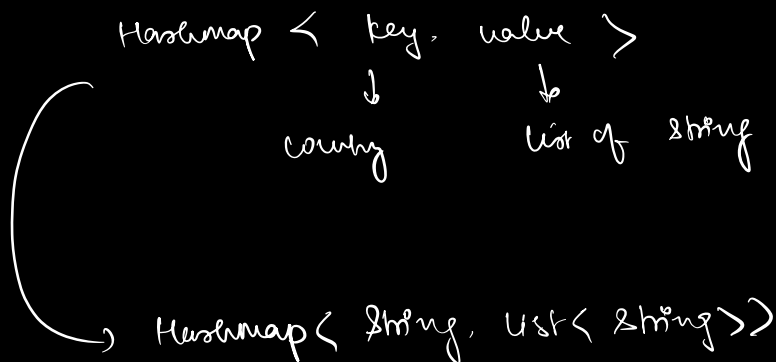 Hashmap < key, value >
↓ ↓
country list of string
Hashmap< String, List< string>>